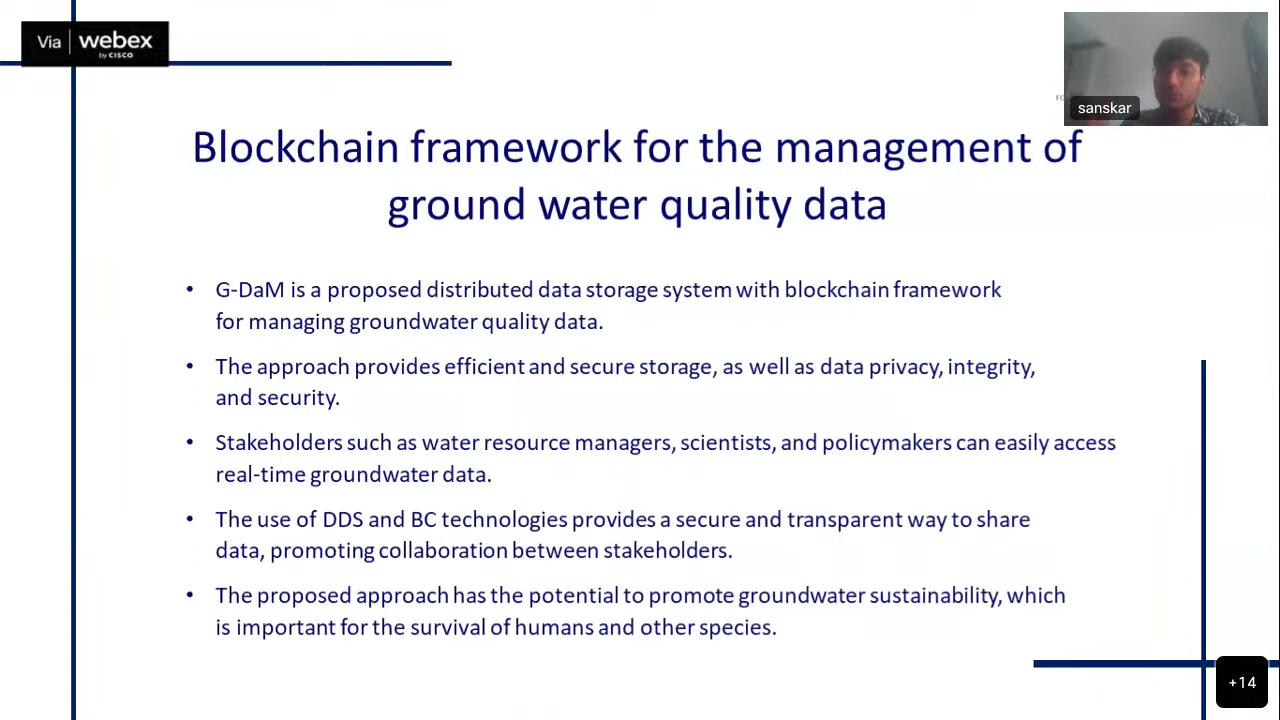 Via webex
by CISCO
sanskar
Blockchain framework for the management of
ground water quality data
• G-DaM is a proposed distributed data storage system with blockchain framework
for managing groundwater quality data.
• The approach provides efficient and secure storage, as well as data privacy, integrity,
and security.
• Stakeholders such as water resource managers, scientists, and policymakers can easily access
real-time groundwater data.
• The use of DDS and BC technologies provides a secure and transparent way to share
data, promoting collaboration between stakeholders.
• The proposed approach has the potential to promote groundwater sustainability, which
is important for the survival of humans and other species.
+14